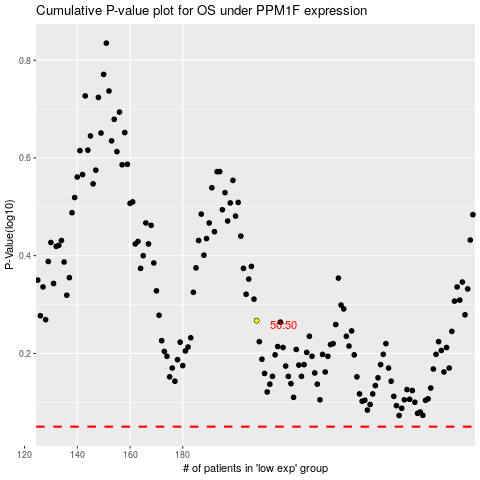 Cumulative P-value plot for OS under PPM1F expression
P-Value(log10)
0.8
0.6
0.4
0.2
50:50
120 140 160 180
# of patients in 'low exp' group